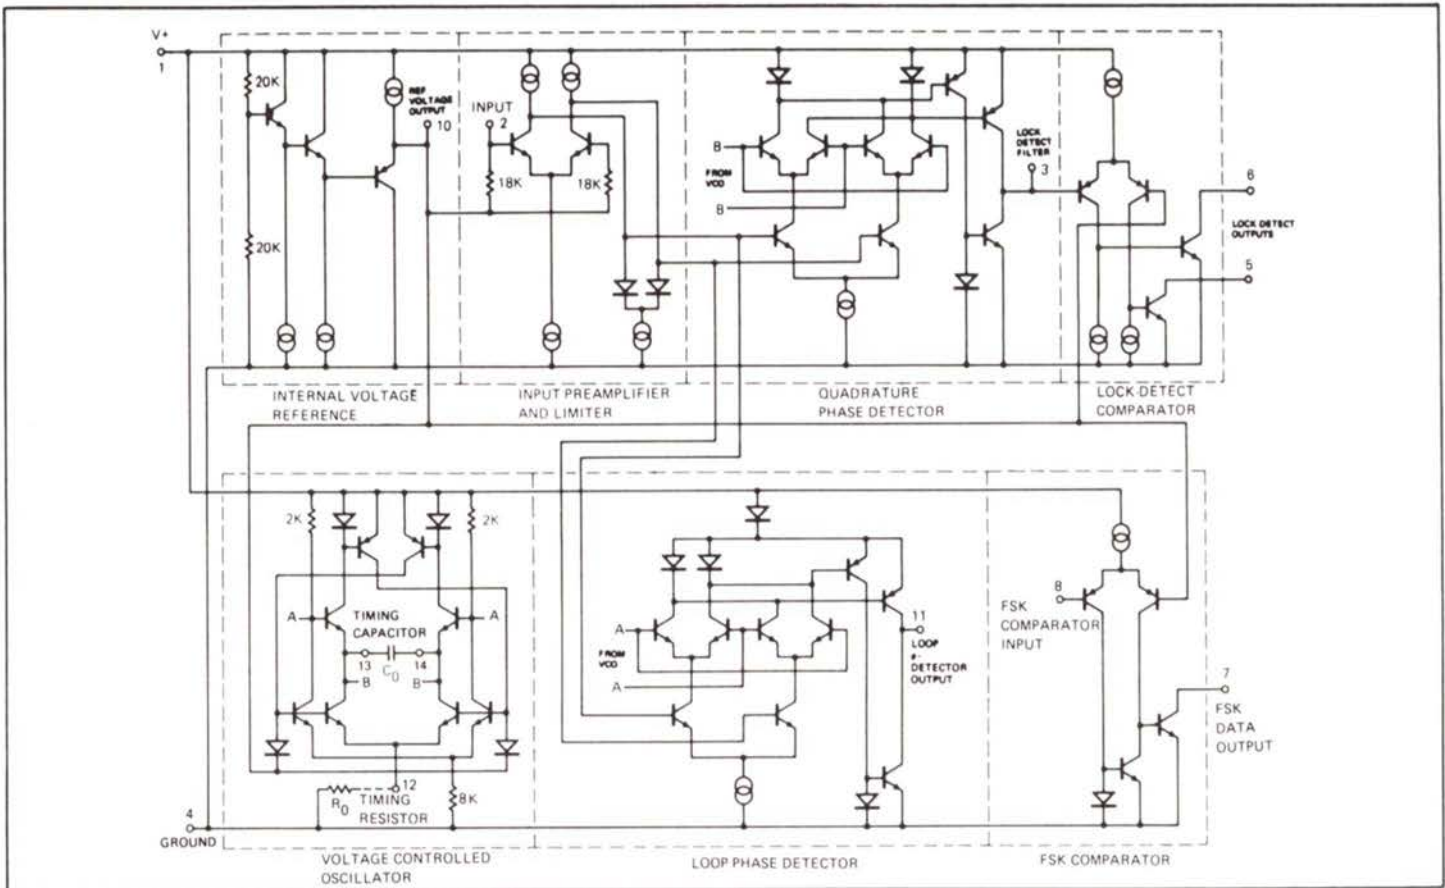 V+
1
20K
20K
REF
VOLTAGE
OUTPUT
10
INPUT
2
18K
18K
B
FROM
VCO
B
LOCK
DETECT
FILTER
3
6
LOCK DETECT
OUTPUTS
5
INTERNAL VOLTAGE
REFERENCE
INPUT PREAMPLIFIER
AND LIMITER
QUADRATURE
PHASE DETECTOR
LOCK-DETECT
COMPARATOR
2K
2K
A
A
TIMING
CAPACITOR
13
C0
14
B
B
12
R0
TIMING
RESISTOR
8K
4
GROUND
VOLTAGE CONTROLLED
OSCILLATOR
A
FROM
VCO
A
11
LOOP
ø-
DETECTOR
OUTPUT
LOOP PHASE DETECTOR
8
FSK
COMPARATOR
INPUT
7
FSK
DATA
OUTPUT
FSK COMPARATOR